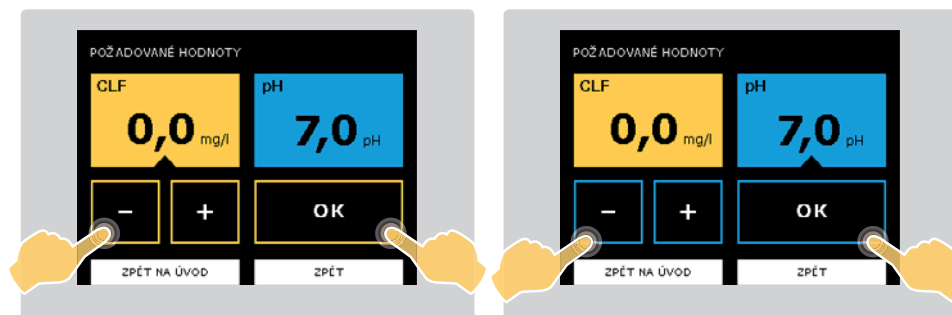 POŽADOVANÉ HODNOTY
CLF
0,0 mg/l
pH
7,0 pH
− + OK
ZPĚT NA ÚVOD ZPĚT
POŽADOVANÉ HODNOTY
CLF
0,0 mg/l
pH
7,0 pH
− + OK
ZPĚT NA ÚVOD ZPĚT